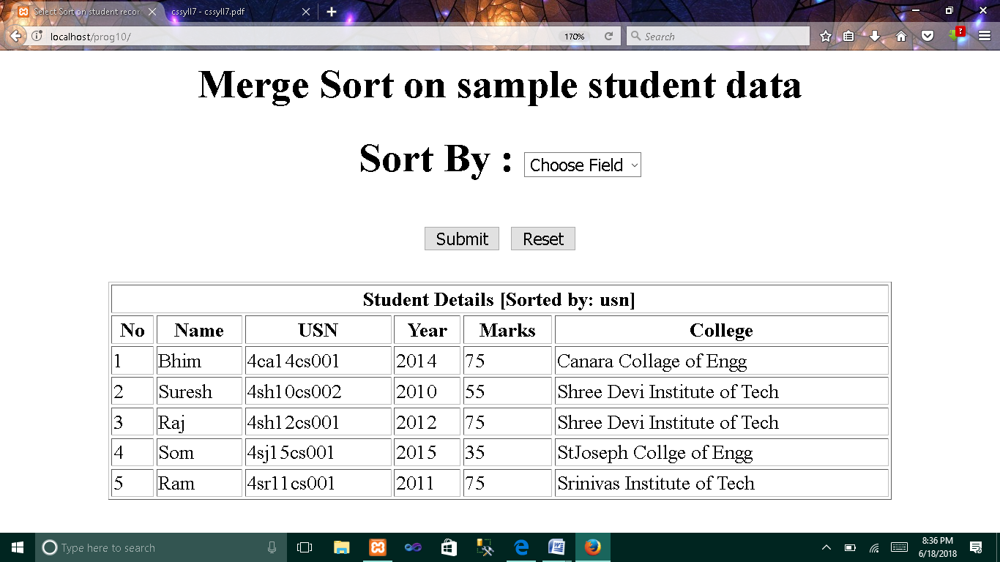 Select Sort on student recor
cssyll7 - cssyll7.pdf
localhost/prog10/
170%
Search
?
Merge Sort on sample student data
Sort By : Choose Field
Submit Reset
Student Details [Sorted by: usn]
No Name USN Year Marks College
1 Bhim 4ca14cs001 2014 75 Canara Collage of Engg
2 Suresh 4sh10cs002 2010 55 Shree Devi Institute of Tech
3 Raj 4sh12cs001 2012 75 Shree Devi Institute of Tech
4 Som 4sj15cs001 2015 35 StJoseph Collge of Engg
5 Ram 4sr11cs001 2011 75 Srinivas Institute of Tech
Type here to search
8:36 PM
6/18/2018